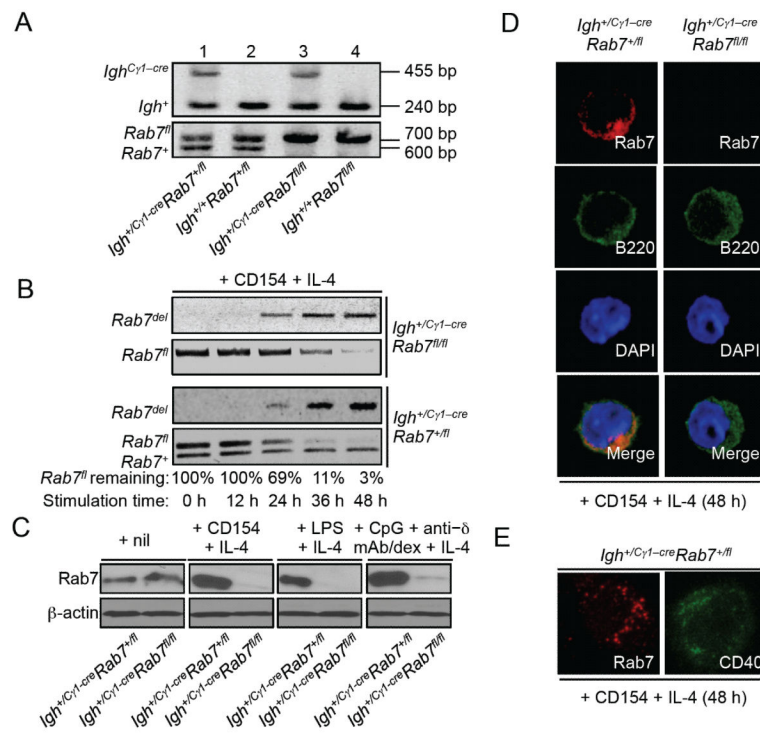 A
1 2 3 4
Igh^Cγ1–cre 455 bp
Igh^+ 240 bp
Rab7^fl 700 bp
Rab7^+ 600 bp
Igh^+/Cγ1-cre Rab7^+/fl
Igh^+/+Rab7^+/fl
Igh^+/Cγ1-cre Rab7^fl/fl
Igh^+/+Rab7^fl/fl
B
+ CD154 + IL-4
Rab7^del
Rab7^fl
Igh^+/Cγ1–cre
Rab7^fl/fl
Rab7^del
Rab7^fl
Rab7^+
Igh^+/Cγ1–cre
Rab7^+/fl
Rab7^fl remaining: 100% 100% 69% 11% 3%
Stimulation time: 0 h 12 h 24 h 36 h 48 h
C
+ nil
+ CD154
+ IL-4
+ LPS
+ IL-4
+ CpG + anti–δ
mAb/dex + IL-4
Rab7
β-actin
Igh^+/Cγ1-cre Rab7^+/fl
Igh^+/Cγ1-cre Rab7^fl/fl
Igh^+/Cγ1-cre Rab7^+/fl
Igh^+/Cγ1-cre Rab7^fl/fl
Igh^+/Cγ1-cre Rab7^+/fl
Igh^+/Cγ1-cre Rab7^fl/fl
Igh^+/Cγ1-cre Rab7^+/fl
Igh^+/Cγ1-cre Rab7^fl/fl
D
Igh^+/Cγ1–cre
Rab7^+/fl
Igh^+/Cγ1–cre
Rab7^fl/fl
Rab7 Rab7
B220 B220
DAPI DAPI
Merge Merge
+ CD154 + IL-4 (48 h)
E
Igh^+/Cγ1–cre Rab7^+/fl
Rab7 CD40
+ CD154 + IL-4 (48 h)